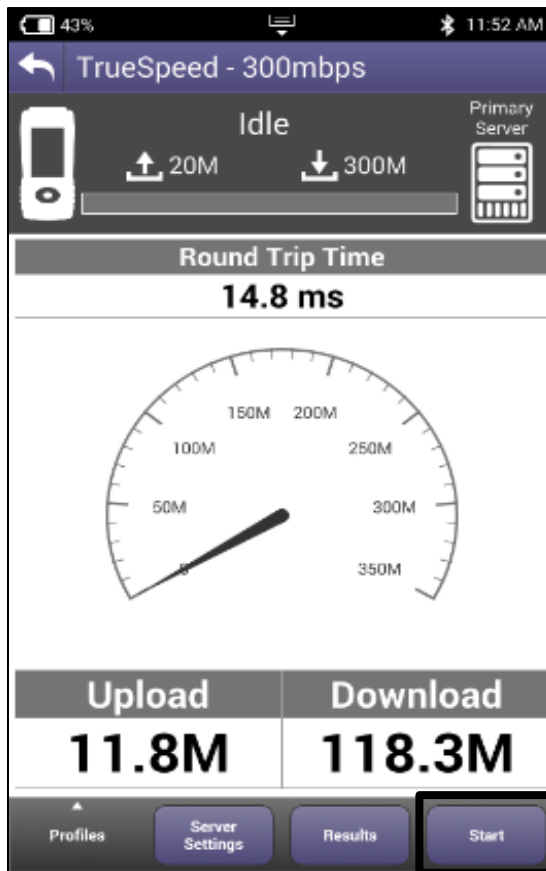 43%
11:52 AM
TrueSpeed - 300mbps
Idle
Primary
Server
20M
300M
Round Trip Time
14.8 ms
150M
200M
100M
250M
50M
300M
0
350M
Upload
Download
11.8M
118.3M
Profiles
Server
Settings
Results
Start